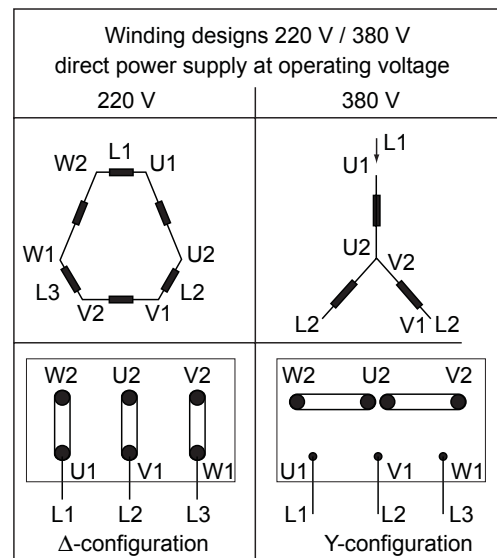 Winding designs 220 V / 380 V
direct power supply at operating voltage
220 V 380 V
L1
W2 U1
W1 U2
L3 L2
V2 V1
L1
U1
U2 V2
L2 V1 L2
W2 U2 V2
U1 V1 W1
L1 L2 L3
Δ-configuration
W2 U2 V2
U1 V1 W1
L1 L2 L3
Y-configuration